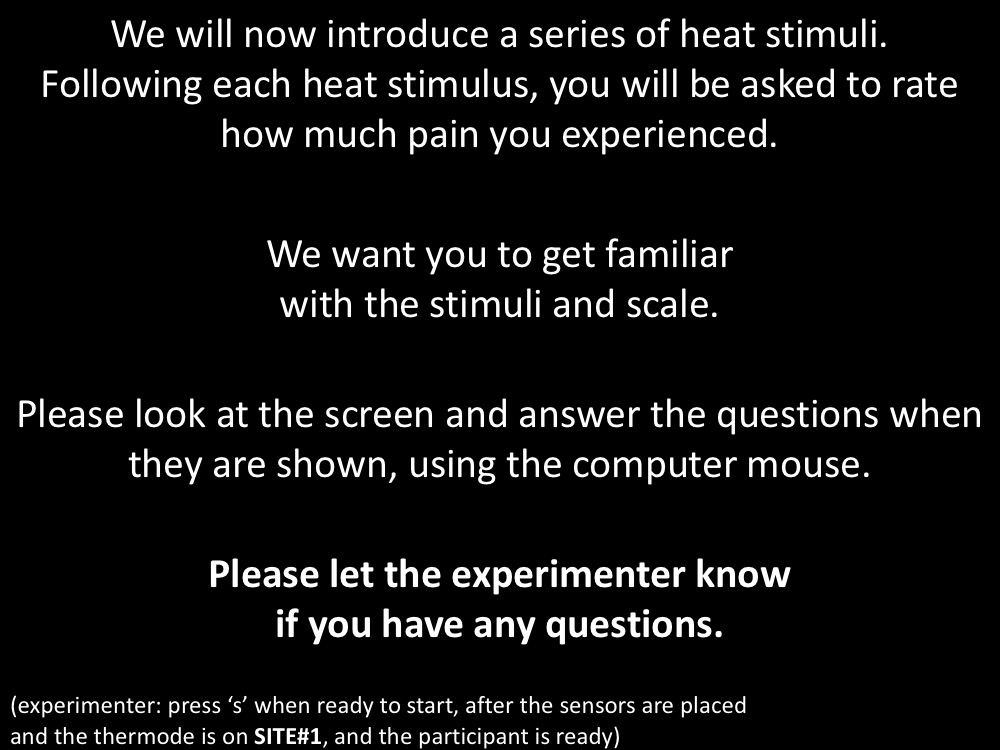 We will now introduce a series of heat stimuli.
Following each heat stimulus, you will be asked to rate
how much pain you experienced.
We want you to get familiar
with the stimuli and scale.
Please look at the screen and answer the questions when
they are shown, using the computer mouse.
Please let the experimenter know
if you have any questions.
(experimenter: press ‘s’ when ready to start, after the sensors are placed
and the thermode is on SITE#1, and the participant is ready)